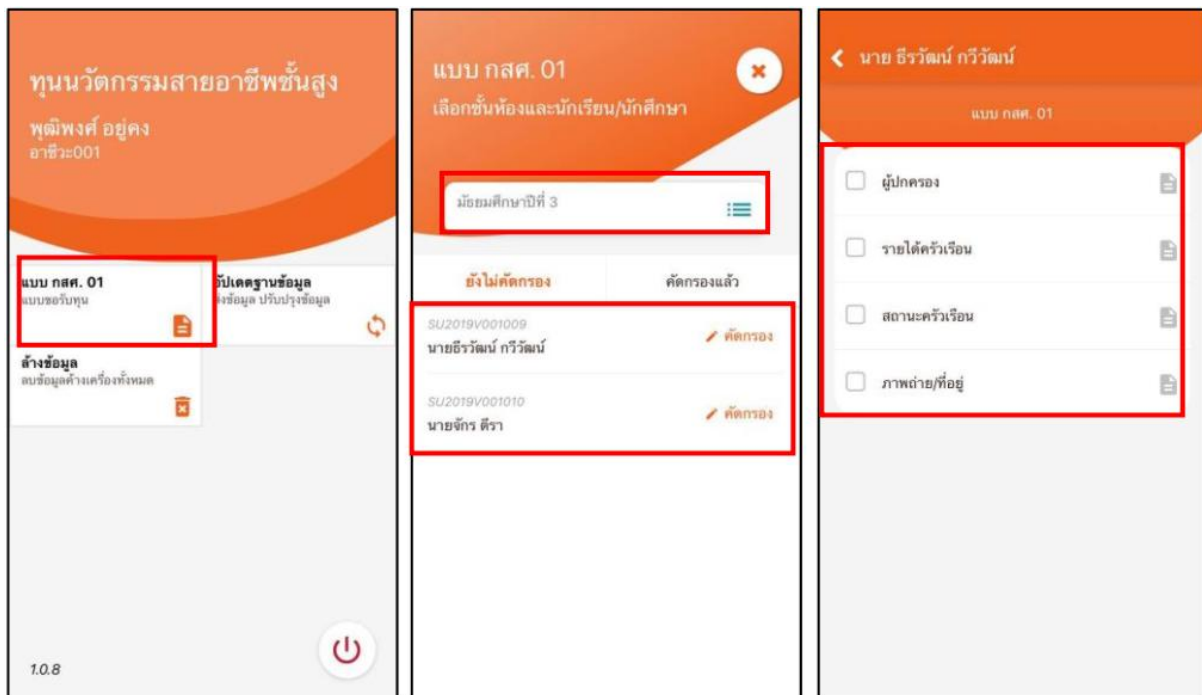 ทุนนวัตกรรมสายอาชีพชั้นสูง
พุฒิพงศ์ อยู่คง
อาชีวะ001
แบบ กสศ. 01
แบบขอรับทุน
อัปเดตฐานข้อมูล
ส่งข้อมูล ปรับปรุงข้อมูล
ล้างข้อมูล
ลบข้อมูลค้างเครื่องทั้งหมด
1.0.8
แบบ กสศ. 01
เลือกชั้นห้องและนักเรียน/นักศึกษา
มัธยมศึกษาปีที่ 3
ยังไม่คัดกรอง
คัดกรองแล้ว
SU2019V001009
นายธีรวัฒน์ กวีวัฒน์
คัดกรอง
SU2019V001010
นายจักร ตีรา
คัดกรอง
นาย ธีรวัฒน์ กวีวัฒน์
แบบ กสศ. 01
ผู้ปกครอง
รายได้ครัวเรือน
สถานะครัวเรือน
ภาพถ่าย/ที่อยู่